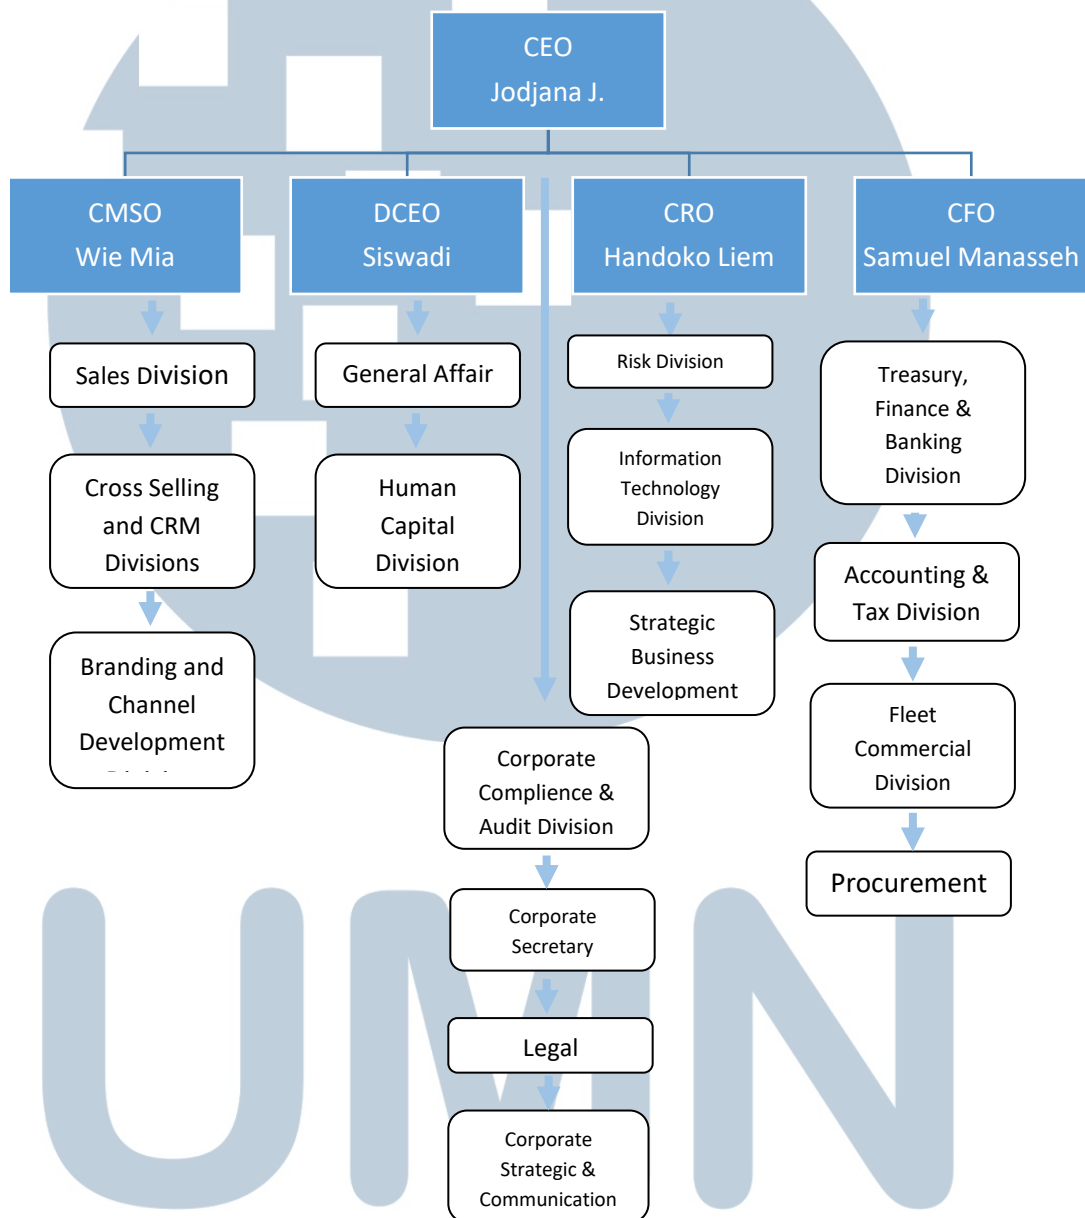 CEO
Jodjana J.
CMSO
Wie Mia
DCEO
Siswadi
CRO
Handoko Liem
CFO
Samuel Manasseh
Sales Division
Cross Selling
and CRM
Divisions
Branding and
Channel
Development
General Affair
Human
Capital
Division
Risk Division
Information
Technology
Division
Strategic
Business
Development
Treasury,
Finance &
Banking
Division
Accounting &
Tax Division
Fleet
Commercial
Division
Procurement
Corporate
Complience &
Audit Division
Corporate
Secretary
Legal
Corporate
Strategic &
Communication
UMN